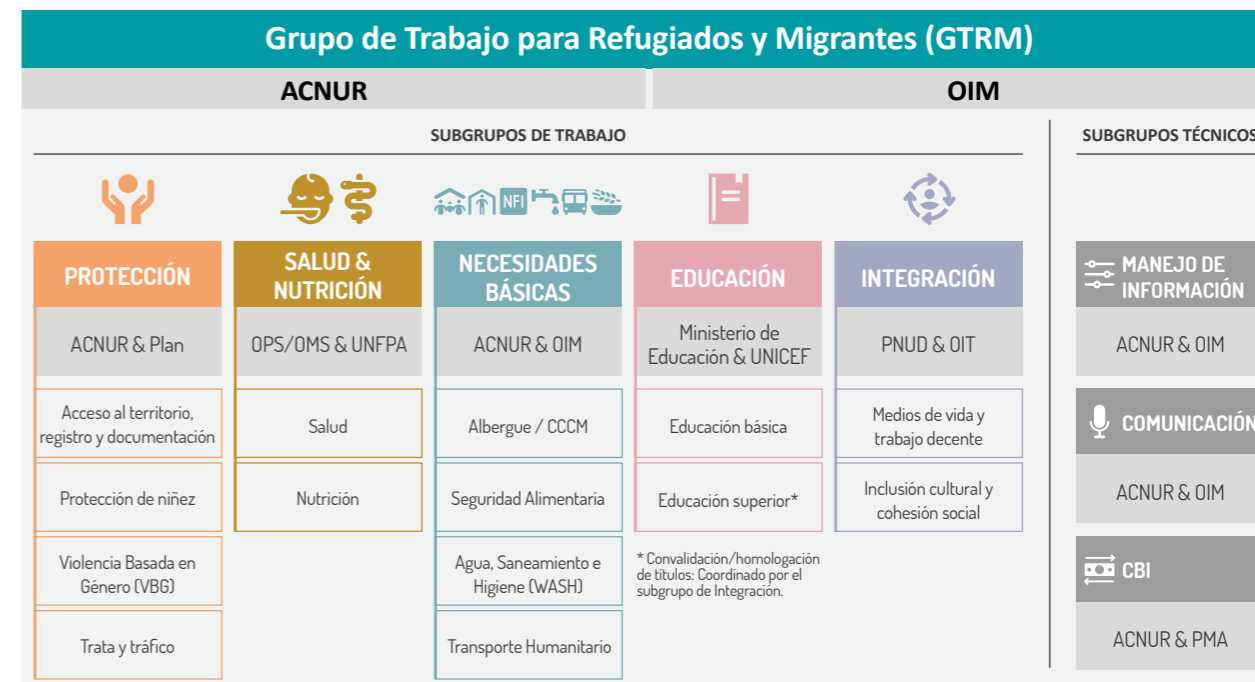 Grupo de Trabajo para Refugiados y Migrantes (GTRM)
ACNUR
OIM
SUBGRUPOS DE TRABAJO
SUBGRUPOS TÉCNICOS
NFI
PROTECCIÓN
ACNUR & Plan
Acceso al territorio,
registro y documentación
Protección de niñez
Violencia Basada en
Género (VBG)
Trata y tráfico
SALUD &
NUTRICIÓN
OPS/OMS & UNFPA
Salud
Nutrición
NECESIDADES
BÁSICAS
ACNUR & OIM
Albergue / CCCM
Seguridad Alimentaria
Agua, Saneamiento e
Higiene (WASH)
Transporte Humanitario
EDUCACIÓN
Ministerio de
Educación & UNICEF
Educación básica
Educación superior*
* Convalidación/homologación
de títulos: Coordinado por el
subgrupo de Integración.
INTEGRACIÓN
PNUD & OIT
Medios de vida y
trabajo decente
Inclusión cultural y
cohesión social
MANEJO DE
INFORMACIÓN
ACNUR & OIM
COMUNICACIÓN
ACNUR & OIM
CBI
ACNUR & PMA